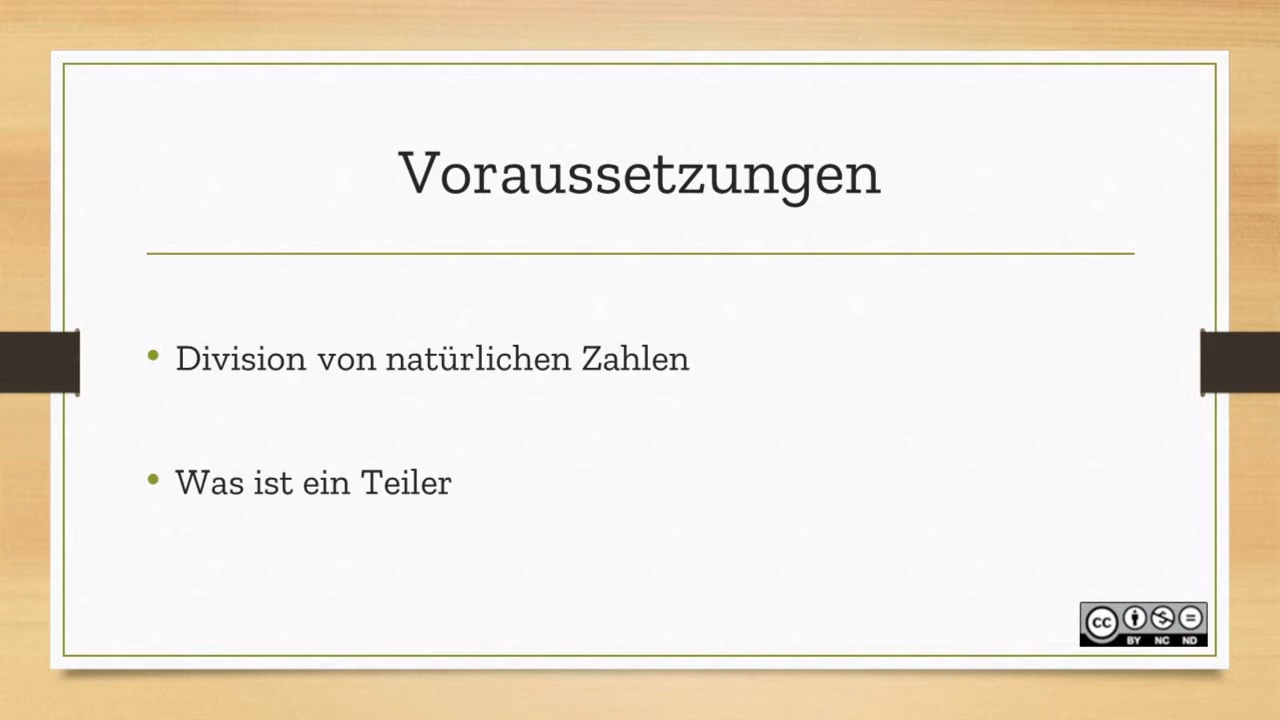 Voraussetzungen
• Division von natürlichen Zahlen
• Was ist ein Teiler
cc
BY NC ND